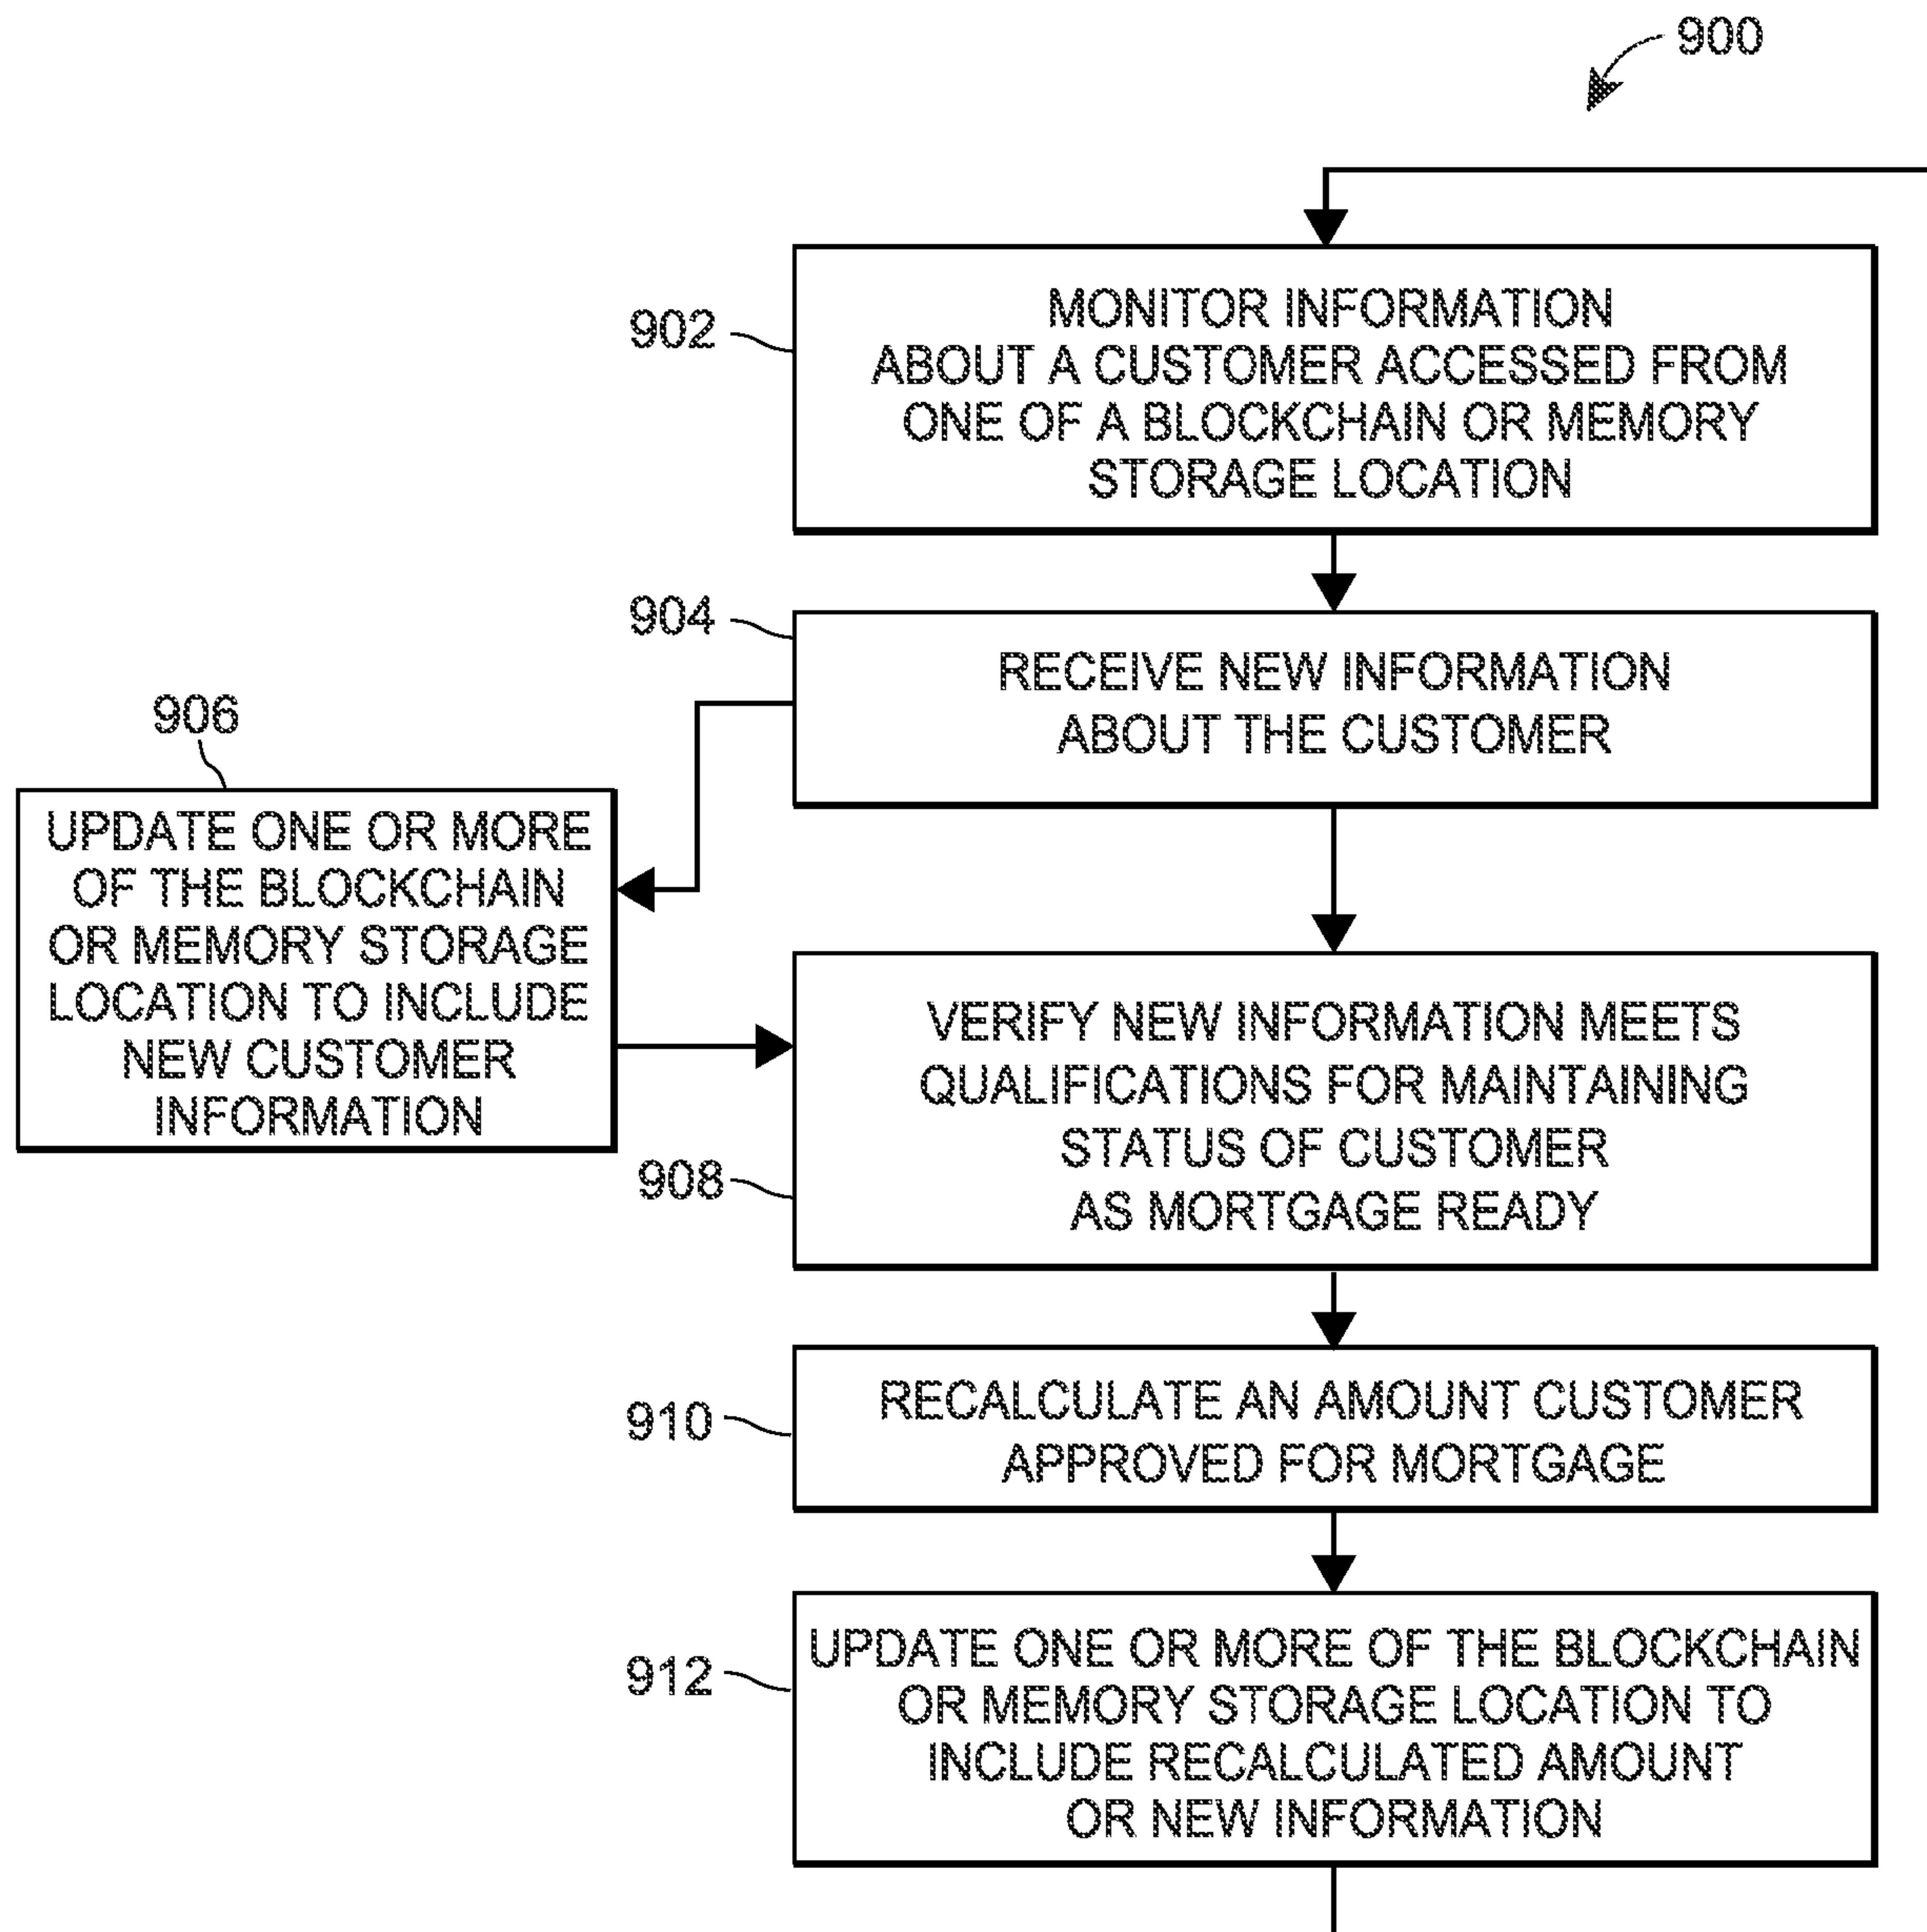 900
902
MONITOR INFORMATION
ABOUT A CUSTOMER ACCESSED FROM
ONE OF A BLOCKCHAIN OR MEMORY
STORAGE LOCATION
904
RECEIVE NEW INFORMATION
ABOUT THE CUSTOMER
906
UPDATE ONE OR MORE
OF THE BLOCKCHAIN
OR MEMORY STORAGE
LOCATION TO INCLUDE
NEW CUSTOMER
INFORMATION
908
VERIFY NEW INFORMATION MEETS
QUALIFICATIONS FOR MAINTAINING
STATUS OF CUSTOMER
AS MORTGAGE READY
910
RECALCULATE AN AMOUNT CUSTOMER
APPROVED FOR MORTGAGE
912
UPDATE ONE OR MORE OF THE BLOCKCHAIN
OR MEMORY STORAGE LOCATION TO
INCLUDE RECALCULATED AMOUNT
OR NEW INFORMATION